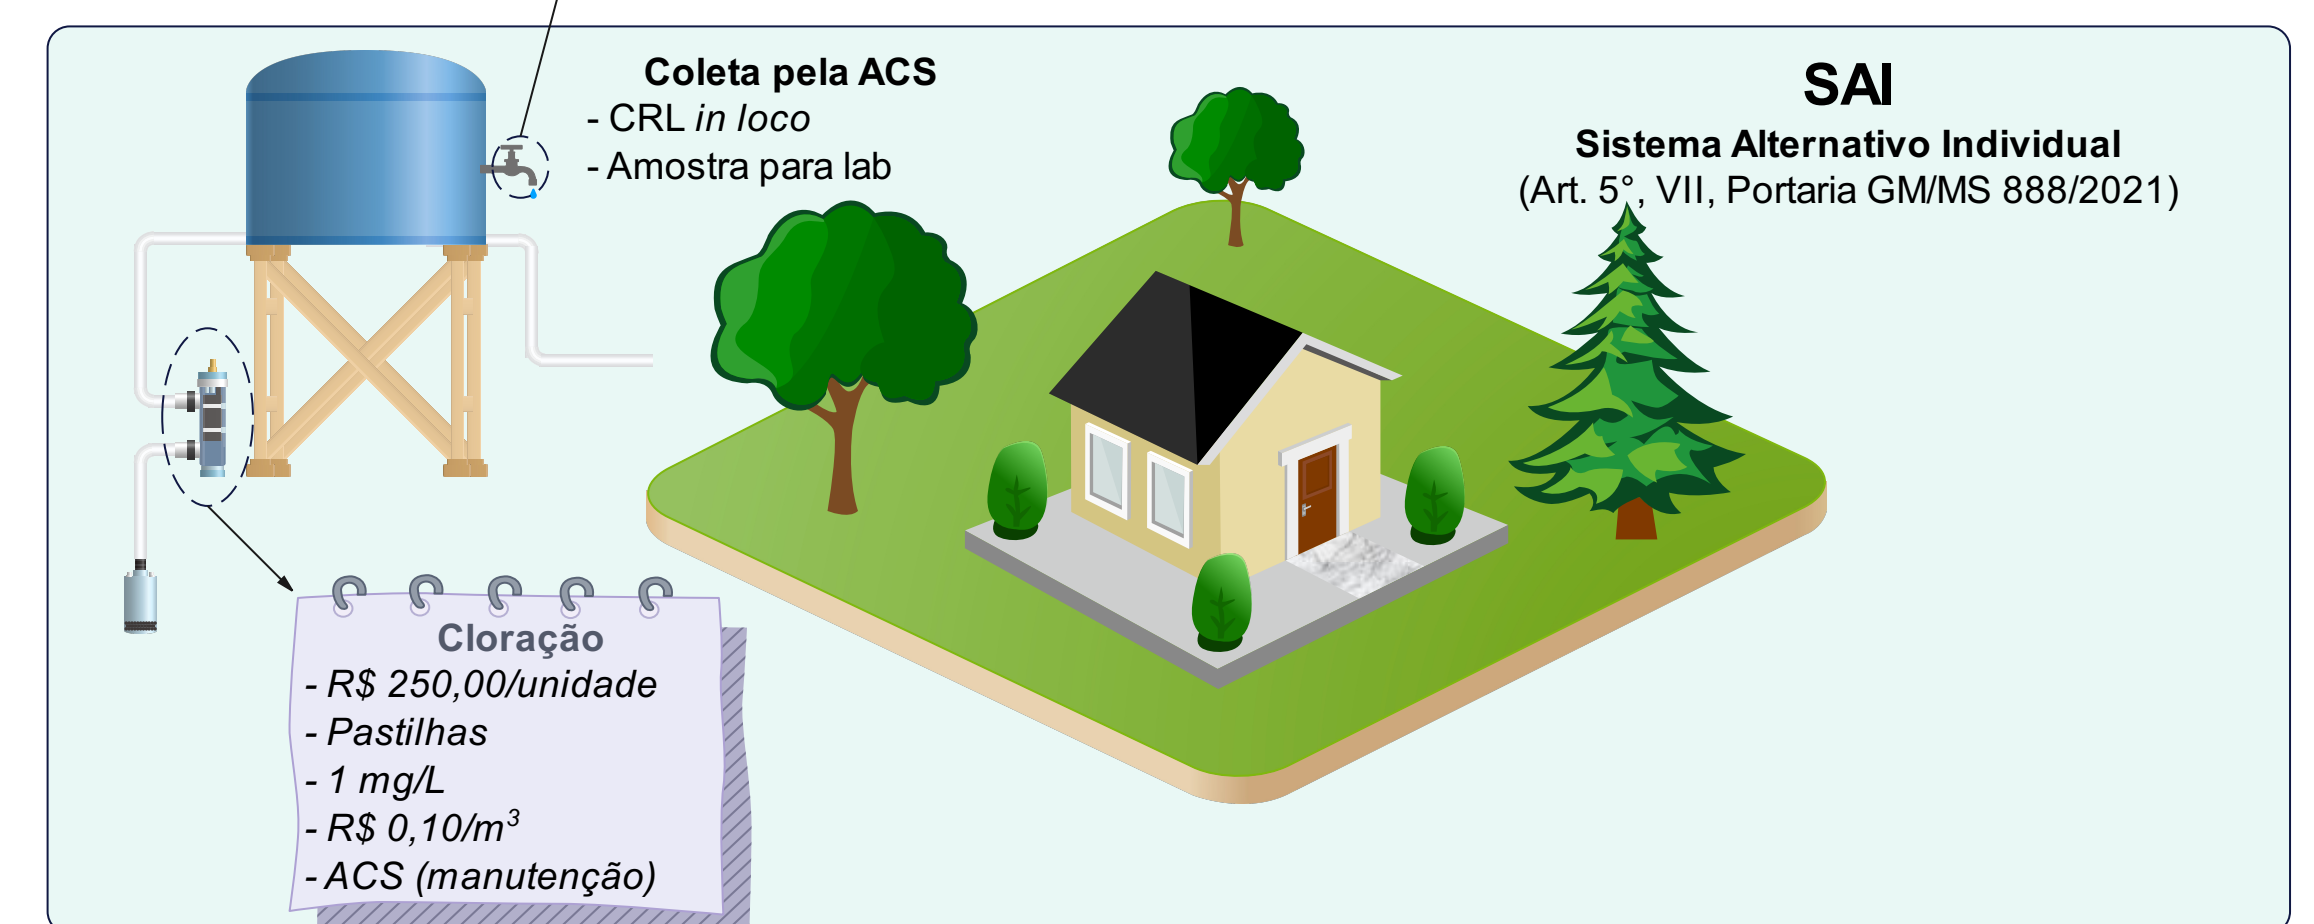 Coleta pela ACS
- CRL in loco
- Amostra para lab
SAI
Sistema Alternativo Individual
(Art. 5°, VII, Portaria GM/MS 888/2021)
Cloração
- R$ 250,00/unidade
- Pastilhas
- 1 mg/L
- R$ 0,10/m³
- ACS (manutenção)